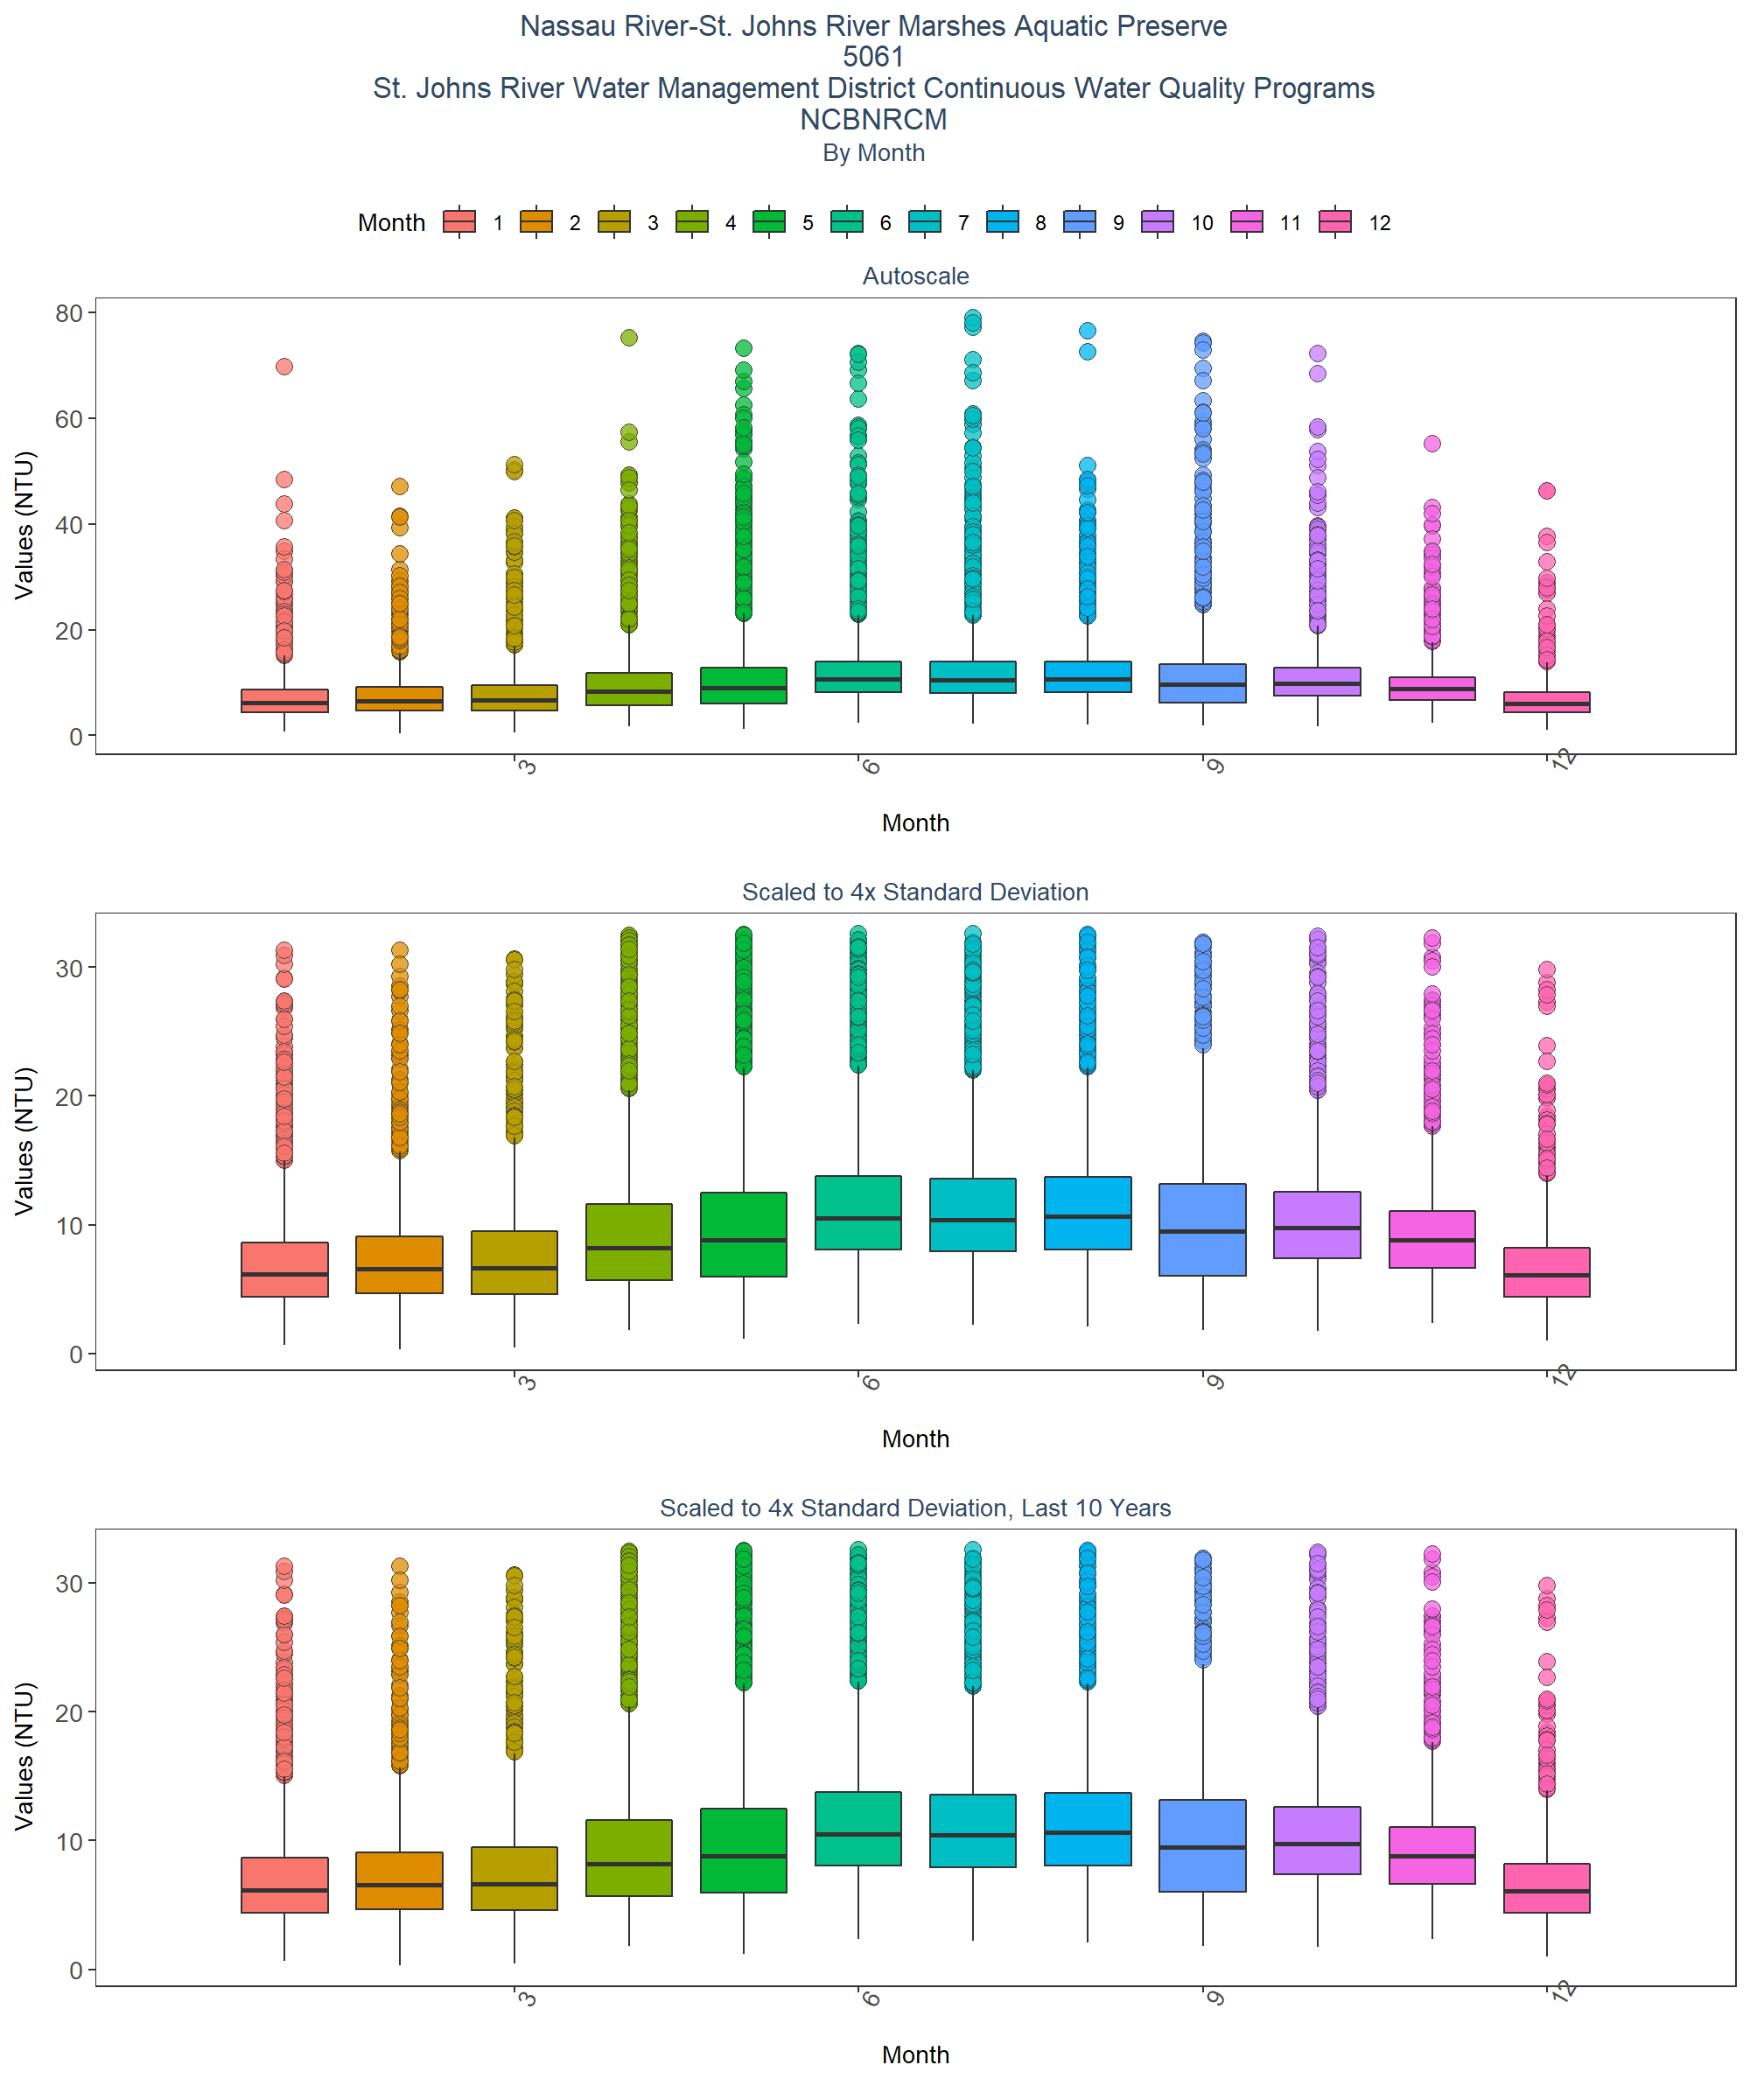 Nassau River-St. Johns River Marshes Aquatic Preserve
5061
St. Johns River Water Management District Continuous Water Quality Programs
NCBNRCM
By Month
Month 1 2 3 4 5 6 7 8 9 10 11 12
Autoscale
Values (NTU)
80
60
40
20
0
3 6 9 12
Month
Scaled to 4x Standard Deviation
Values (NTU)
30
20
10
0
3 6 9 12
Month
Scaled to 4x Standard Deviation, Last 10 Years
Values (NTU)
30
20
10
0
3 6 9 12
Month